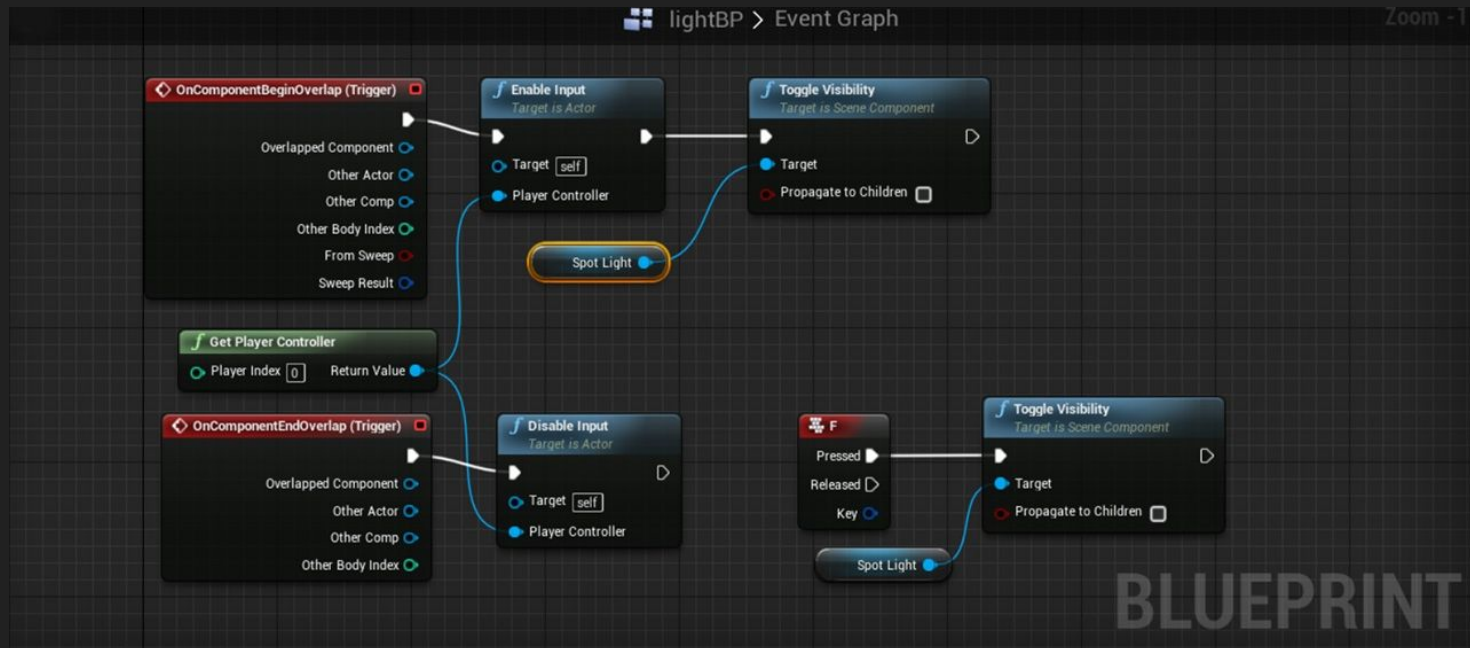 lightBP > Event Graph
Zoom -1
OnComponentBeginOverlap (Trigger)
Overlapped Component
Other Actor
Other Comp
Other Body Index
From Sweep
Sweep Result
f Enable Input
Target is Actor
Target self
Player Controller
f Toggle Visibility
Target is Scene Component
Target
Propagate to Children
Spot Light
f Get Player Controller
Player Index 0 Return Value
OnComponentEndOverlap (Trigger)
Overlapped Component
Other Actor
Other Comp
Other Body Index
f Disable Input
Target is Actor
Target self
Player Controller
F
Pressed
Released
Key
f Toggle Visibility
Target is Scene Component
Target
Propagate to Children
Spot Light
BLUEPRINT